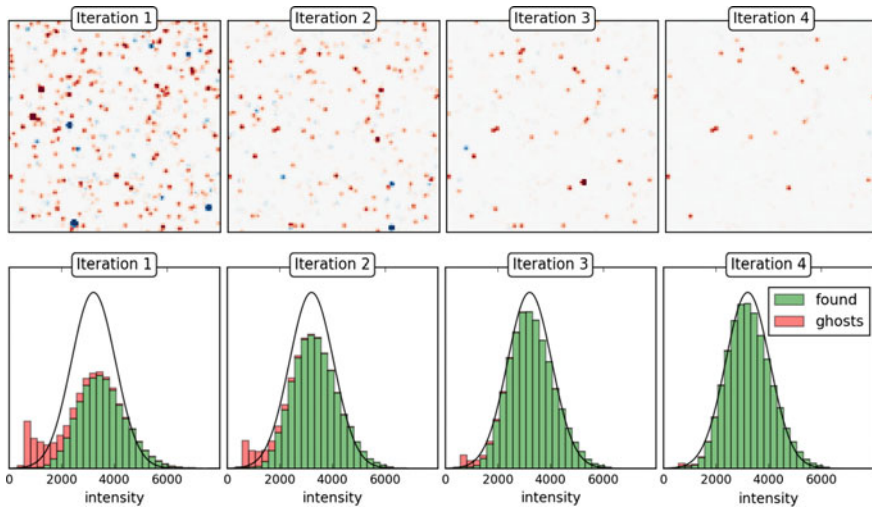 Iteration 1 Iteration 2 Iteration 3 Iteration 4
Iteration 1 Iteration 2 Iteration 3 Iteration 4
found
ghosts
0 2000 4000 6000 0 2000 4000 6000 0 2000 4000 6000 0 2000 4000 6000
intensity intensity intensity intensity